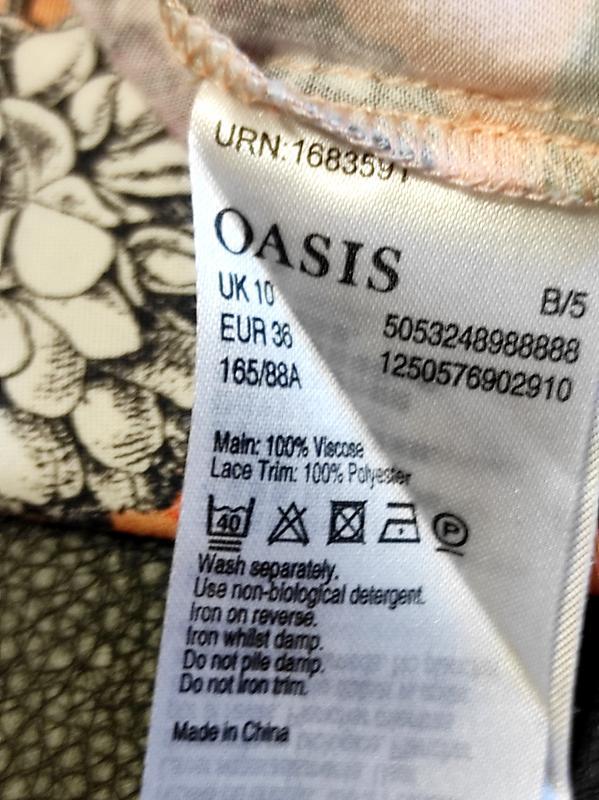 URN:1683591
OASIS
UK 10 B/5
EUR 36 5053248988888
165/88A 1250576902910
Main: 100% Viscose
Lace Trim: 100% Polyester
40 P
Wash separately.
Use non-biological detergent.
Iron on reverse.
Iron whilst damp.
Do not pile damp.
Do not iron trim.
Made in China